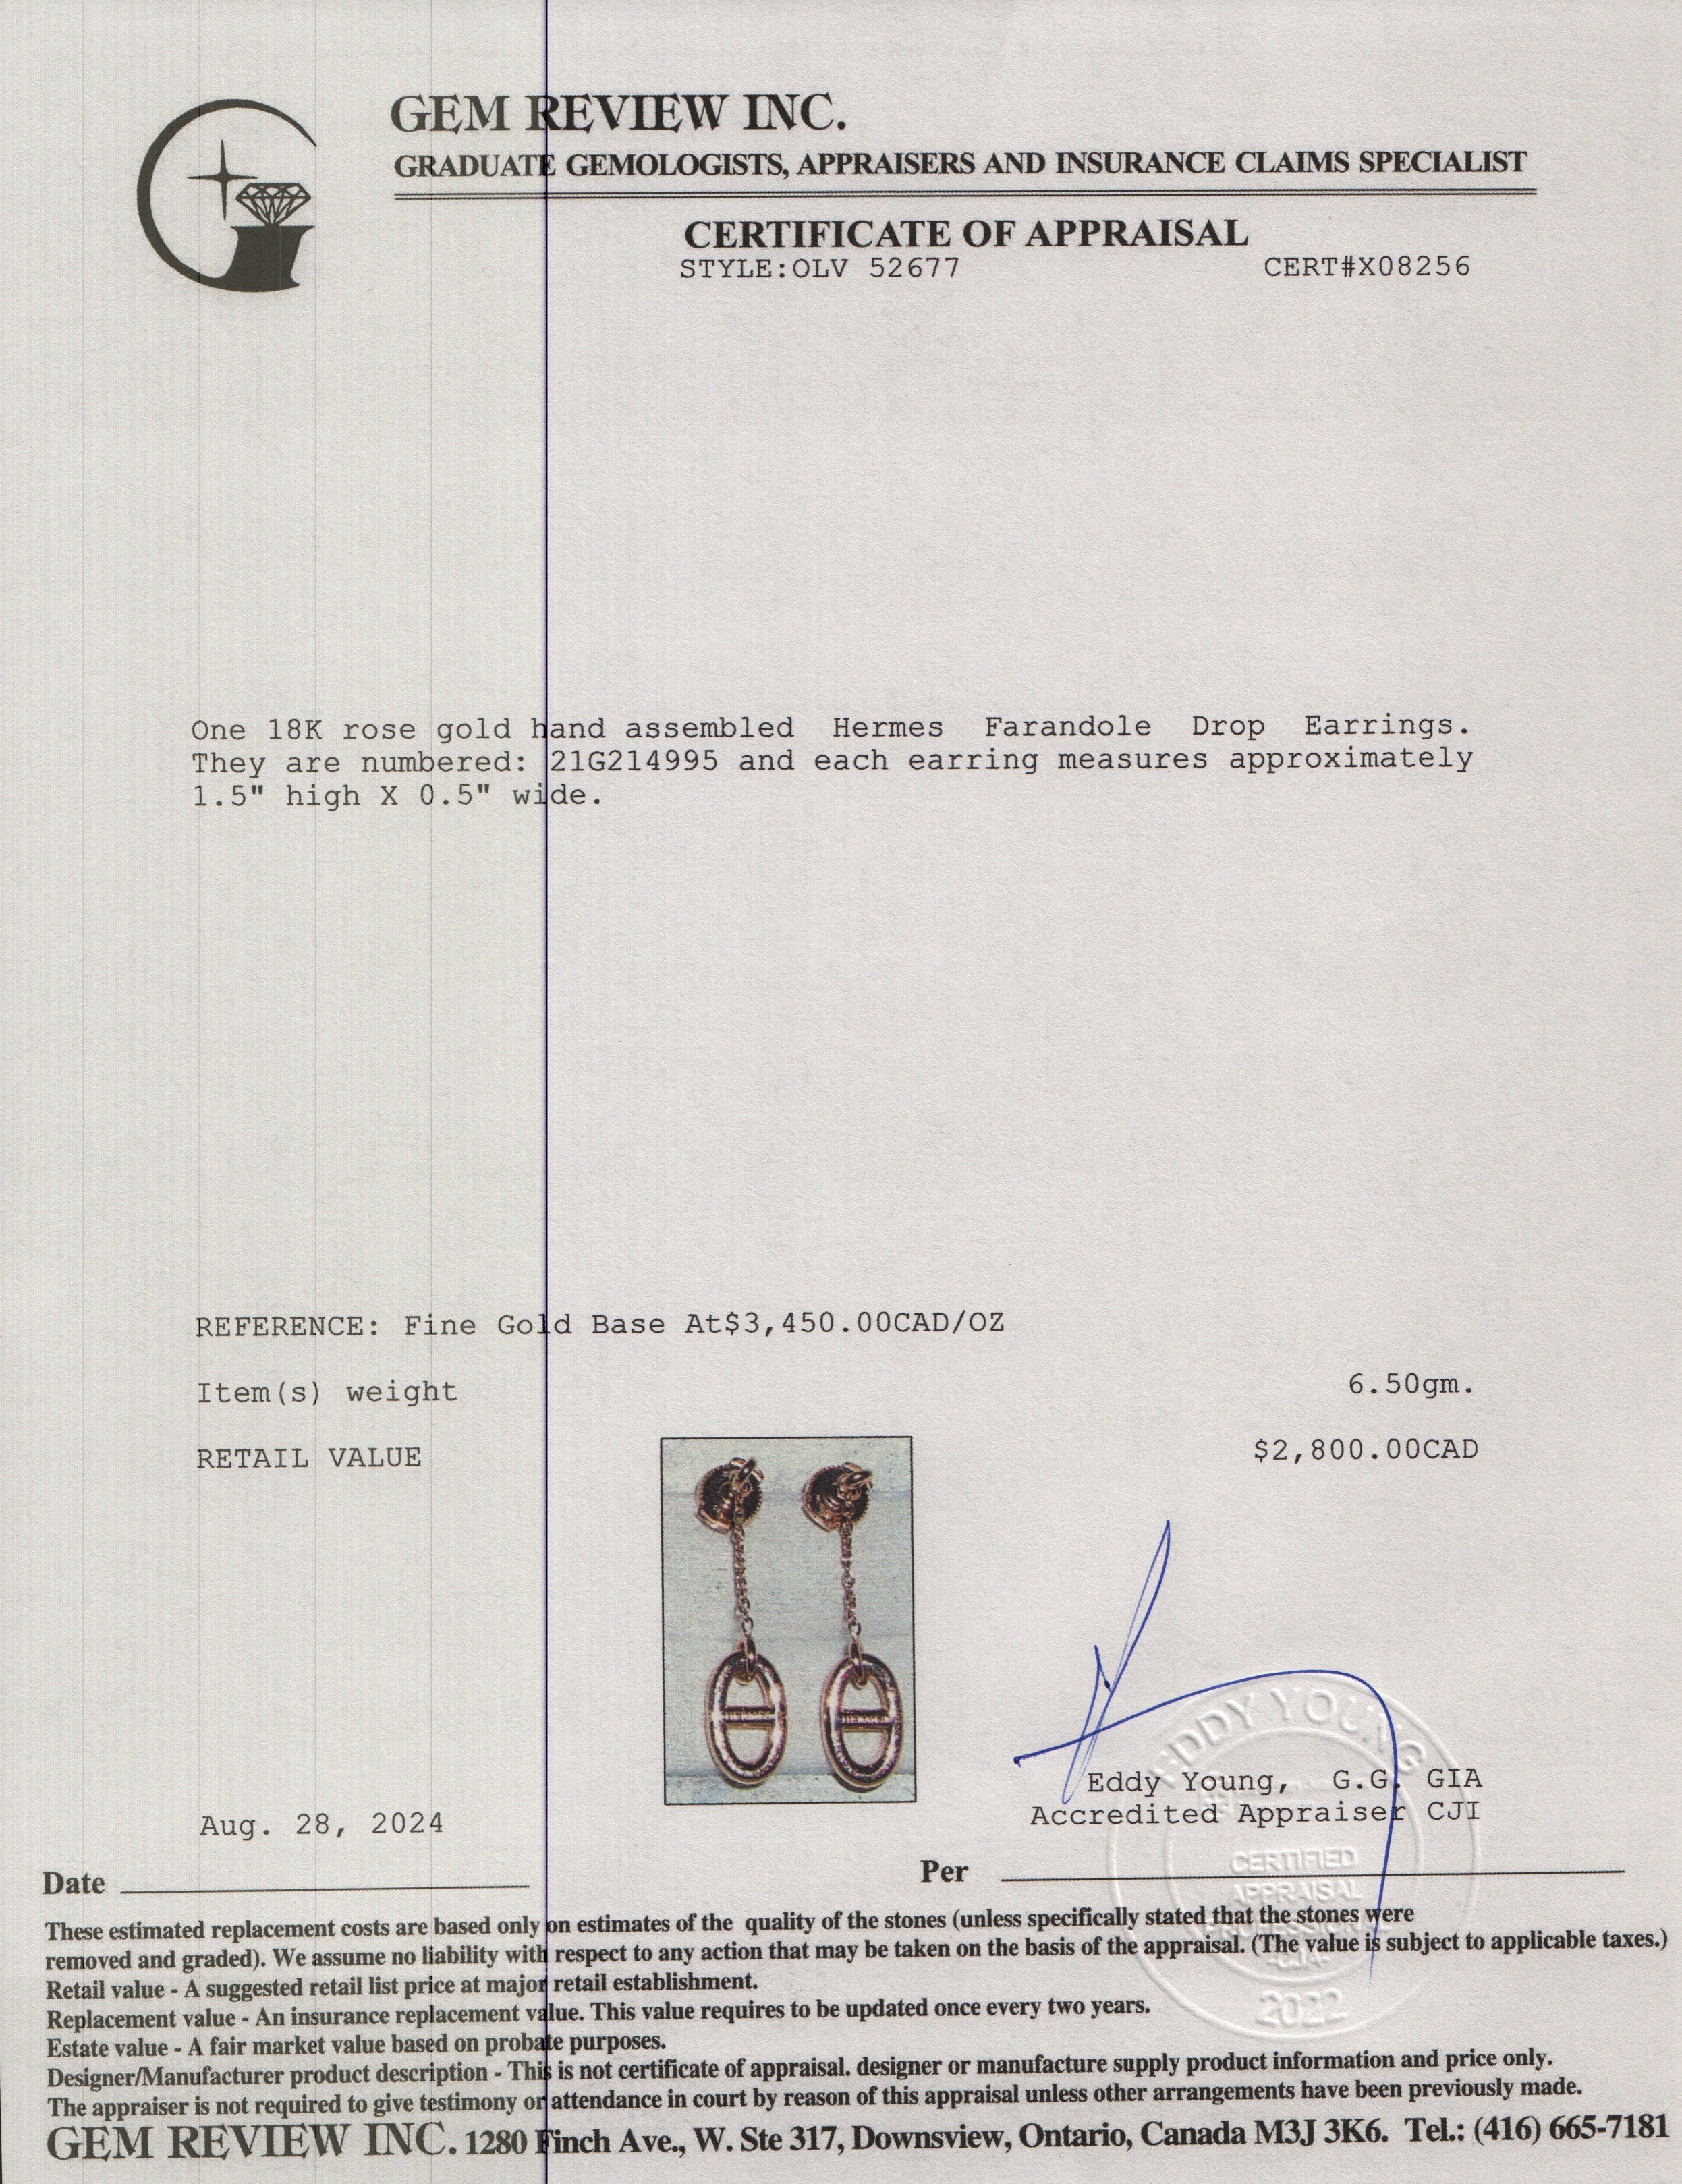 GEM REVIEW INC.
GRADUATE GEMOLOGISTS, APPRAISERS AND INSURANCE CLAIMS SPECIALIST
CERTIFICATE OF APPRAISAL
STYLE:OLV 52677 CERT#X08256
One 18K rose gold hand assembled Hermes Farandole Drop Earrings.
They are numbered: 21G214995 and each earring measures approximately
1.5" high X 0.5" wide.
REFERENCE: Fine Gold Base At$3,450.00CAD/OZ
Item(s) weight 6.50gm.
RETAIL VALUE $2,800.00CAD
EDDY YOUNG
Eddy Young, G.G. GIA
Accredited Appraiser CJI
Aug. 28, 2024
CERTIFIED
APPRAISAL
2022
Date Per
These estimated replacement costs are based only on estimates of the quality of the stones (unless specifically stated that the stones were
removed and graded). We assume no liability with respect to any action that may be taken on the basis of the appraisal. (The value is subject to applicable taxes.)
Retail value - A suggested retail list price at major retail establishment.
Replacement value - An insurance replacement value. This value requires to be updated once every two years.
Estate value - A fair market value based on probate purposes.
Designer/Manufacturer product description - This is not certificate of appraisal. designer or manufacture supply product information and price only.
The appraiser is not required to give testimony or attendance in court by reason of this appraisal unless other arrangements have been previously made.
GEM REVIEW INC. 1280 Finch Ave., W. Ste 317, Downsview, Ontario, Canada M3J 3K6. Tel.: (416) 665-7181